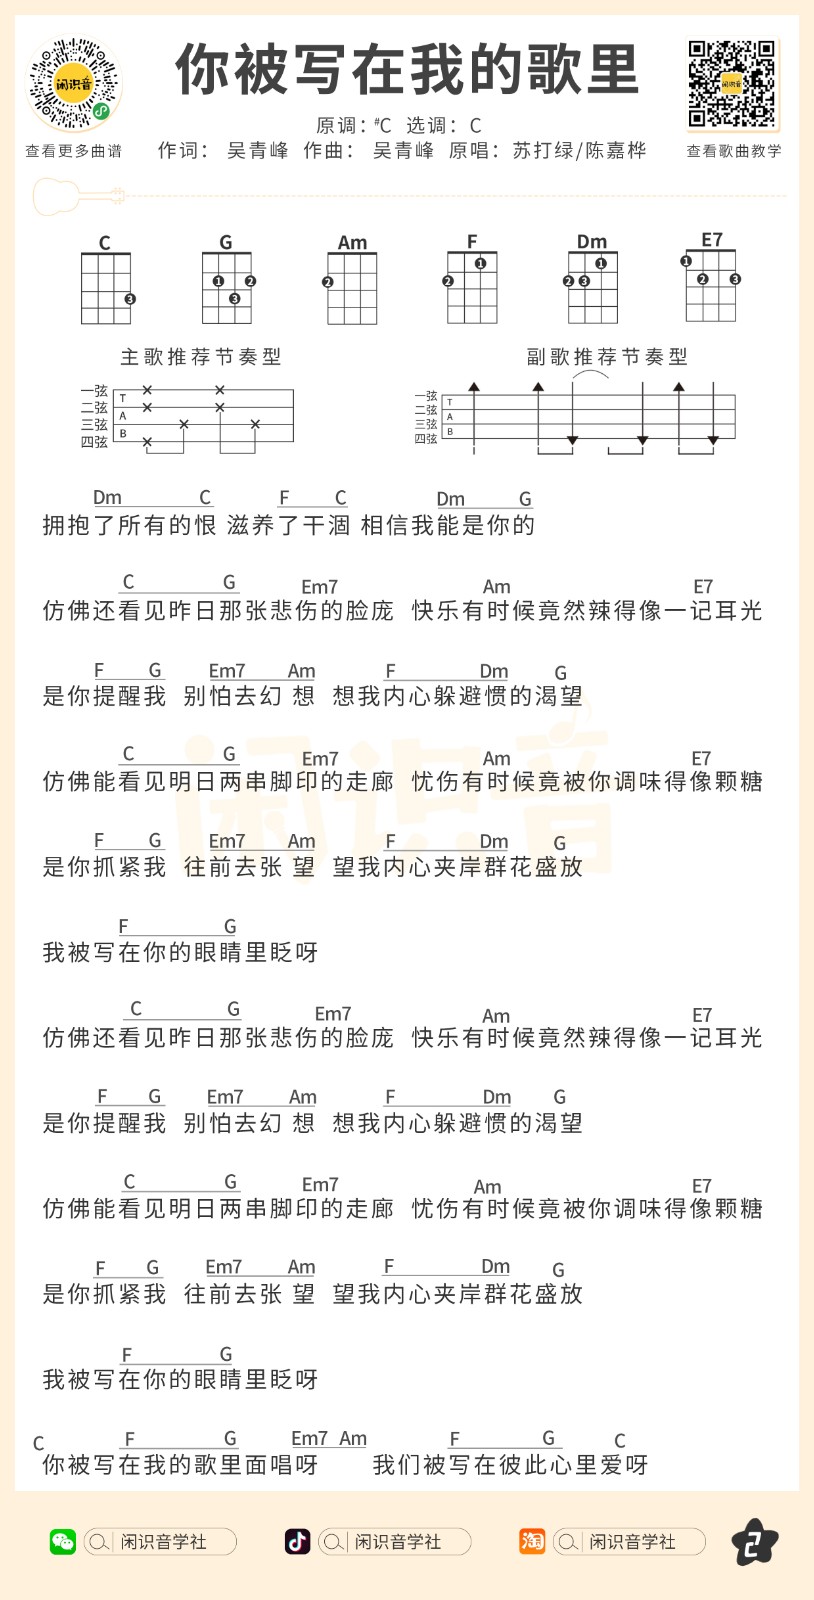 你被写在我的歌里
闲识音
闲识音
原调：#C 选调：C
查看更多曲谱
作词： 吴青峰 作曲： 吴青峰 原唱：苏打绿/陈嘉桦
查看歌曲教学
C G Am F Dm E7
3
1 2 3
2
1 2
1 2 3
1 2 3
主歌推荐节奏型
副歌推荐节奏型
一弦
二弦
三弦
四弦
T
A
B
一弦
二弦
三弦
四弦
T
A
B
Dm C F C Dm G
拥抱了所有的恨 滋养了干涸 相信我能是你的
C G Em7 Am E7
仿佛还看见昨日那张悲伤的脸庞 快乐有时候竟然辣得像一记耳光
F G Em7 Am F Dm G
是你提醒我 别怕去幻 想 想我内心躲避惯的渴望
闲识音
C G Em7 Am E7
仿佛能看见明日两串脚印的走廊 忧伤有时候竟被你调味得像颗糖
F G Em7 Am F Dm G
是你抓紧我 往前去张 望 望我内心夹岸群花盛放
F G
我被写在你的眼睛里眨呀
C G Em7 Am E7
仿佛还看见昨日那张悲伤的脸庞 快乐有时候竟然辣得像一记耳光
F G Em7 Am F Dm G
是你提醒我 别怕去幻 想 想我内心躲避惯的渴望
C G Em7 Am E7
仿佛能看见明日两串脚印的走廊 忧伤有时候竟被你调味得像颗糖
F G Em7 Am F Dm G
是你抓紧我 往前去张 望 望我内心夹岸群花盛放
F G
我被写在你的眼睛里眨呀
C F G Em7 Am F G C
你被写在我的歌里面唱呀 我们被写在彼此心里爱呀
闲识音学社
闲识音学社
淘 闲识音学社
2